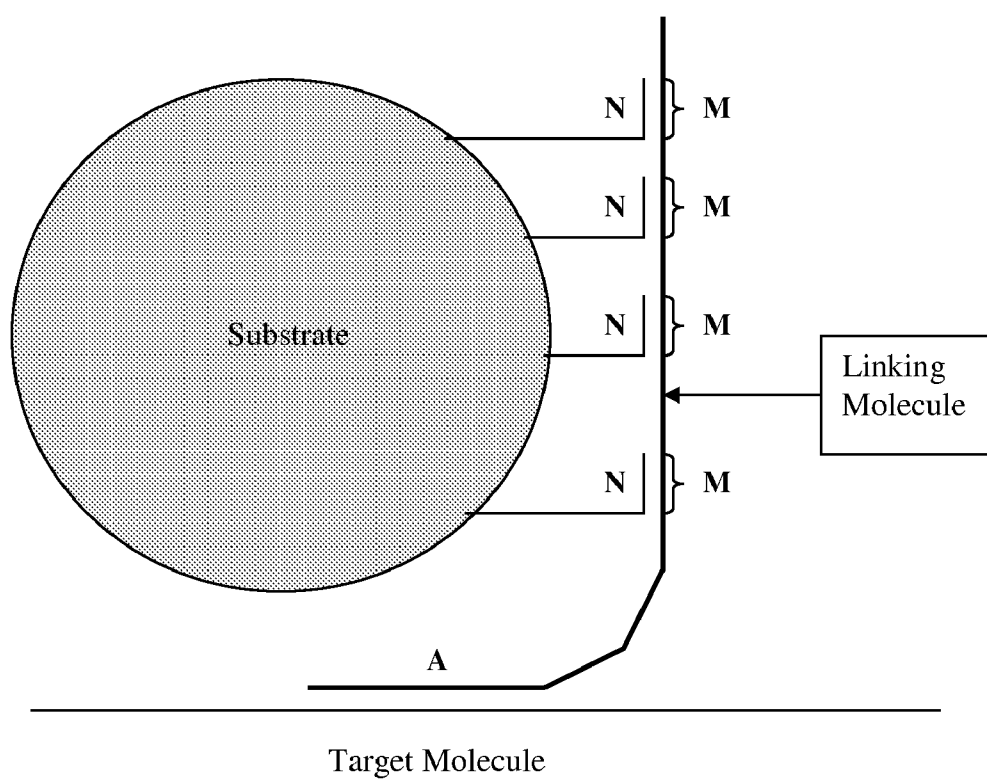 N M
N M
Substrate N M
Linking
Molecule
N M
A
Target Molecule